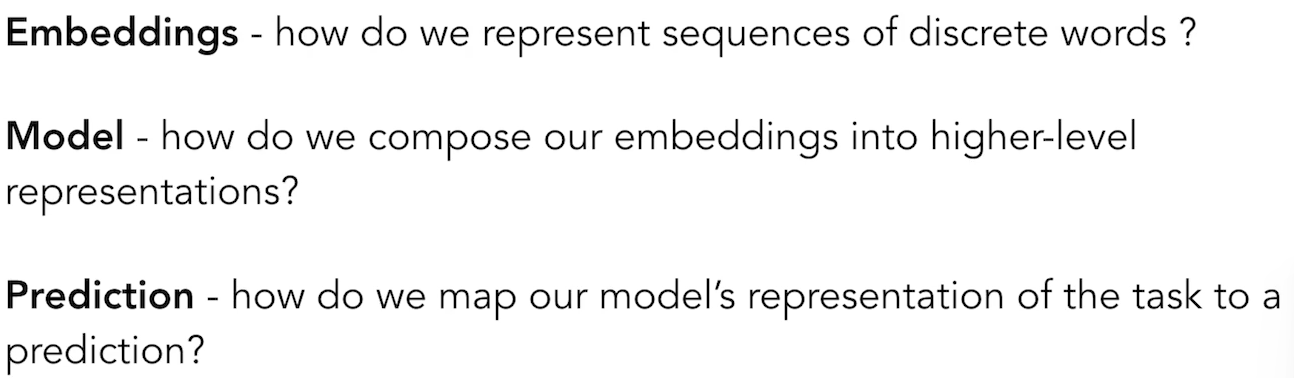 Embeddings - how do we represent sequences of discrete words ?
Model - how do we compose our embeddings into higher-level
representations?
Prediction - how do we map our model’s representation of the task to a
prediction?